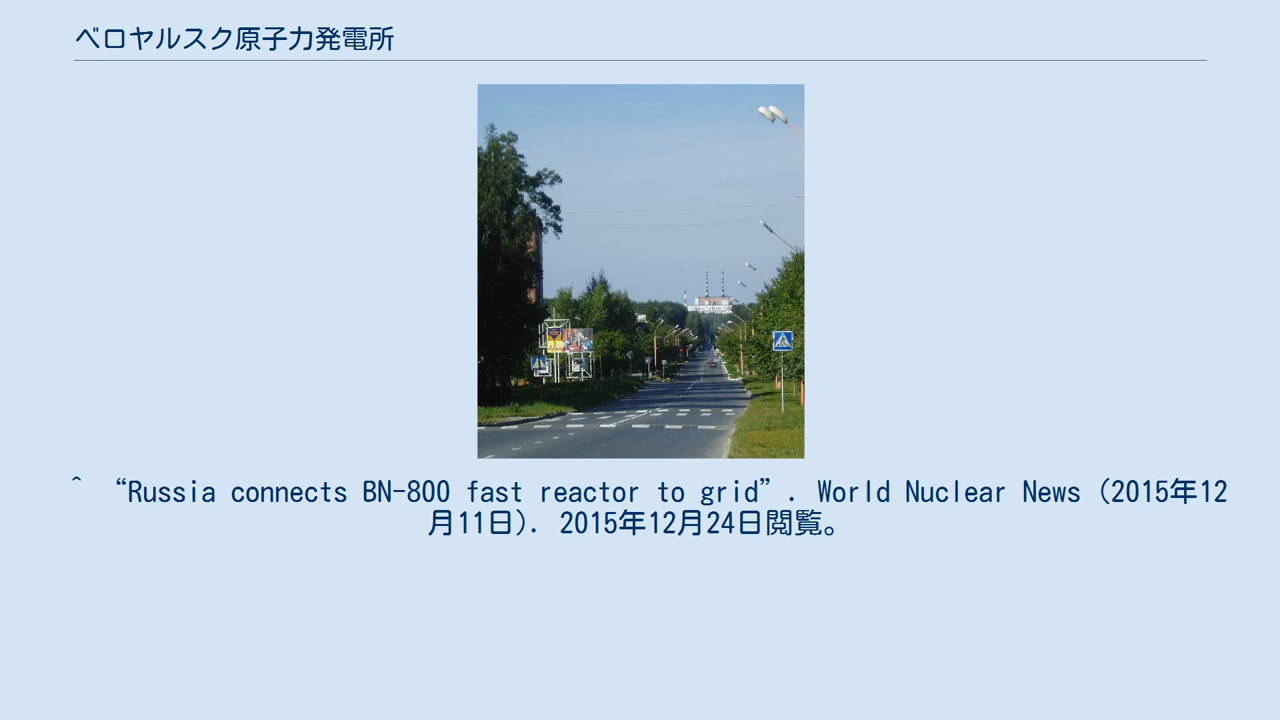 ベロヤルスク原子力発電所
^ “Russia connects BN-800 fast reactor to grid”. World Nuclear News (2015年12
月11日). 2015年12月24日閲覧。